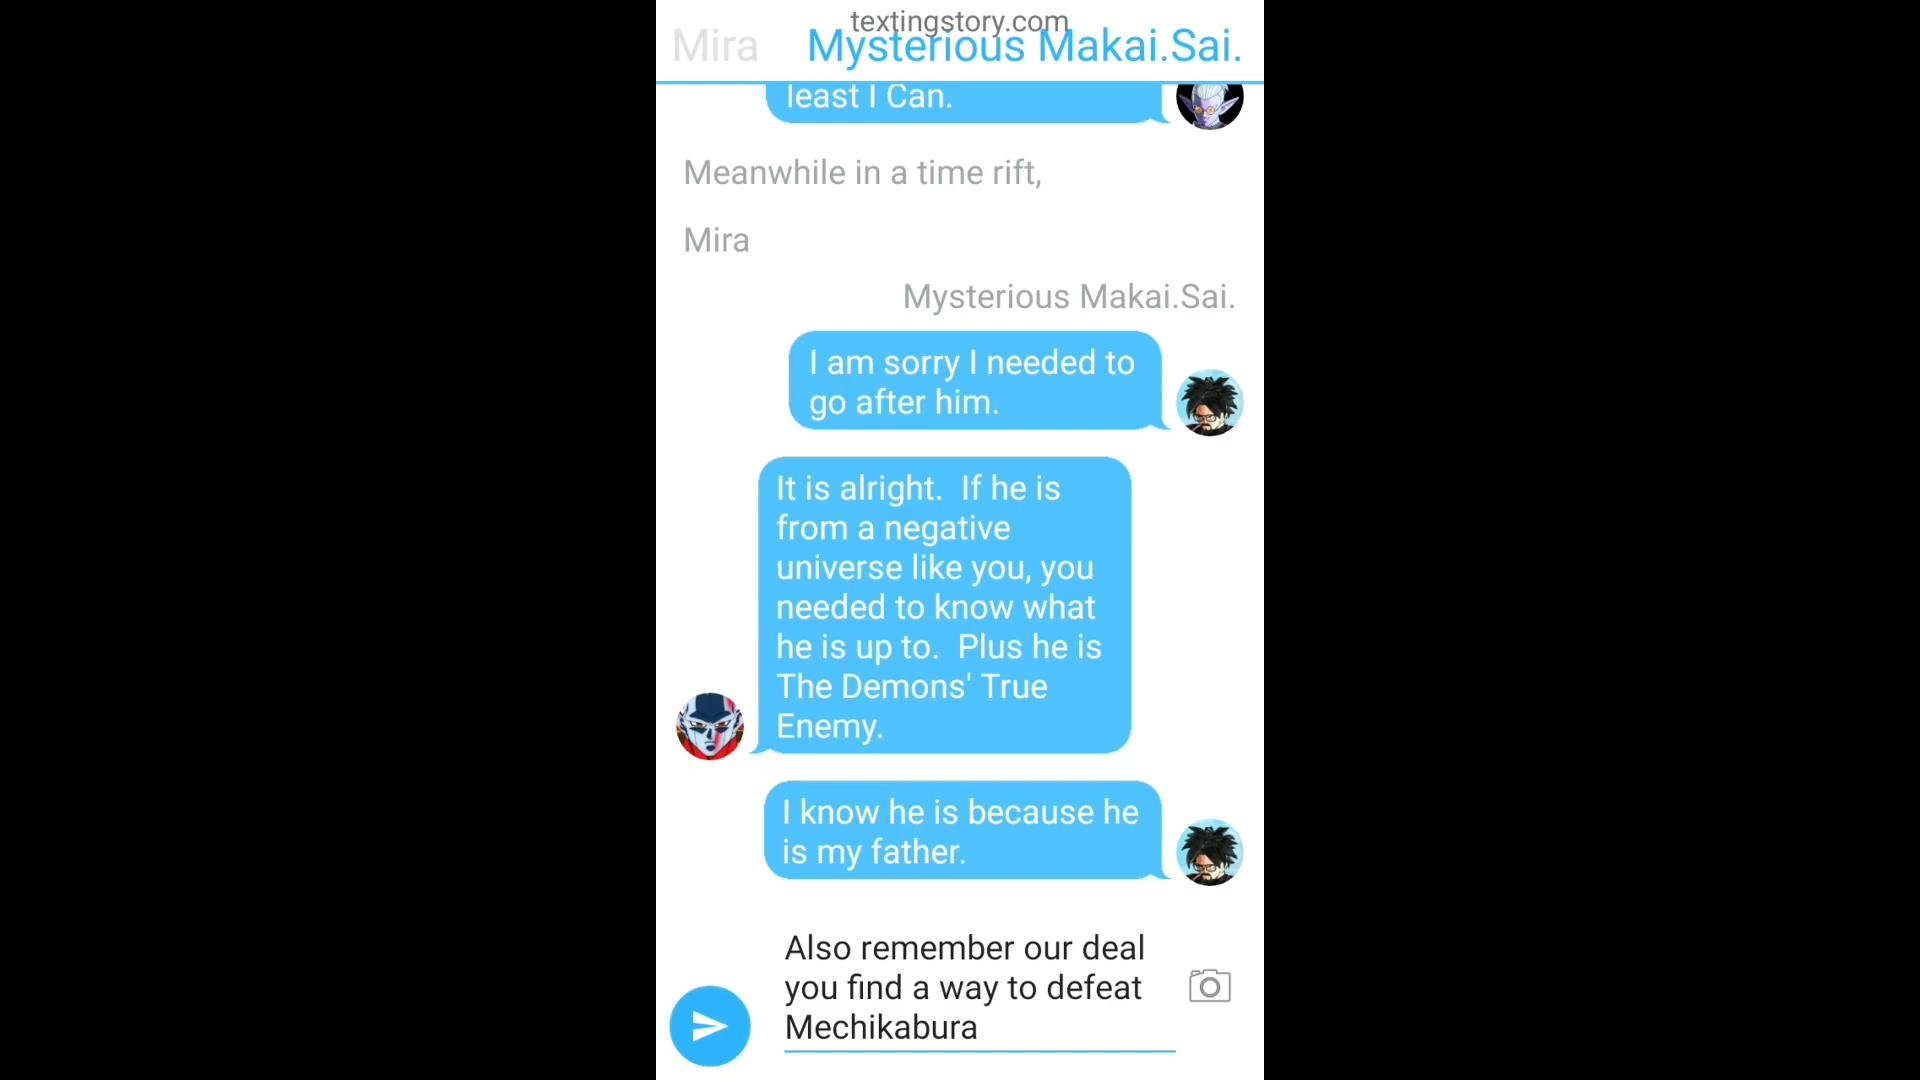 textingstory.com
Mira
Mysterious Makai.Sai.
least I Can.
Meanwhile in a time rift,
Mira
Mysterious Makai.Sai.
I am sorry I needed to
go after him.
It is alright.  If he is
from a negative
universe like you, you
needed to know what
he is up to.  Plus he is
The Demons' True
Enemy.
I know he is because he
is my father.
Also remember our deal
you find a way to defeat
Mechikabura